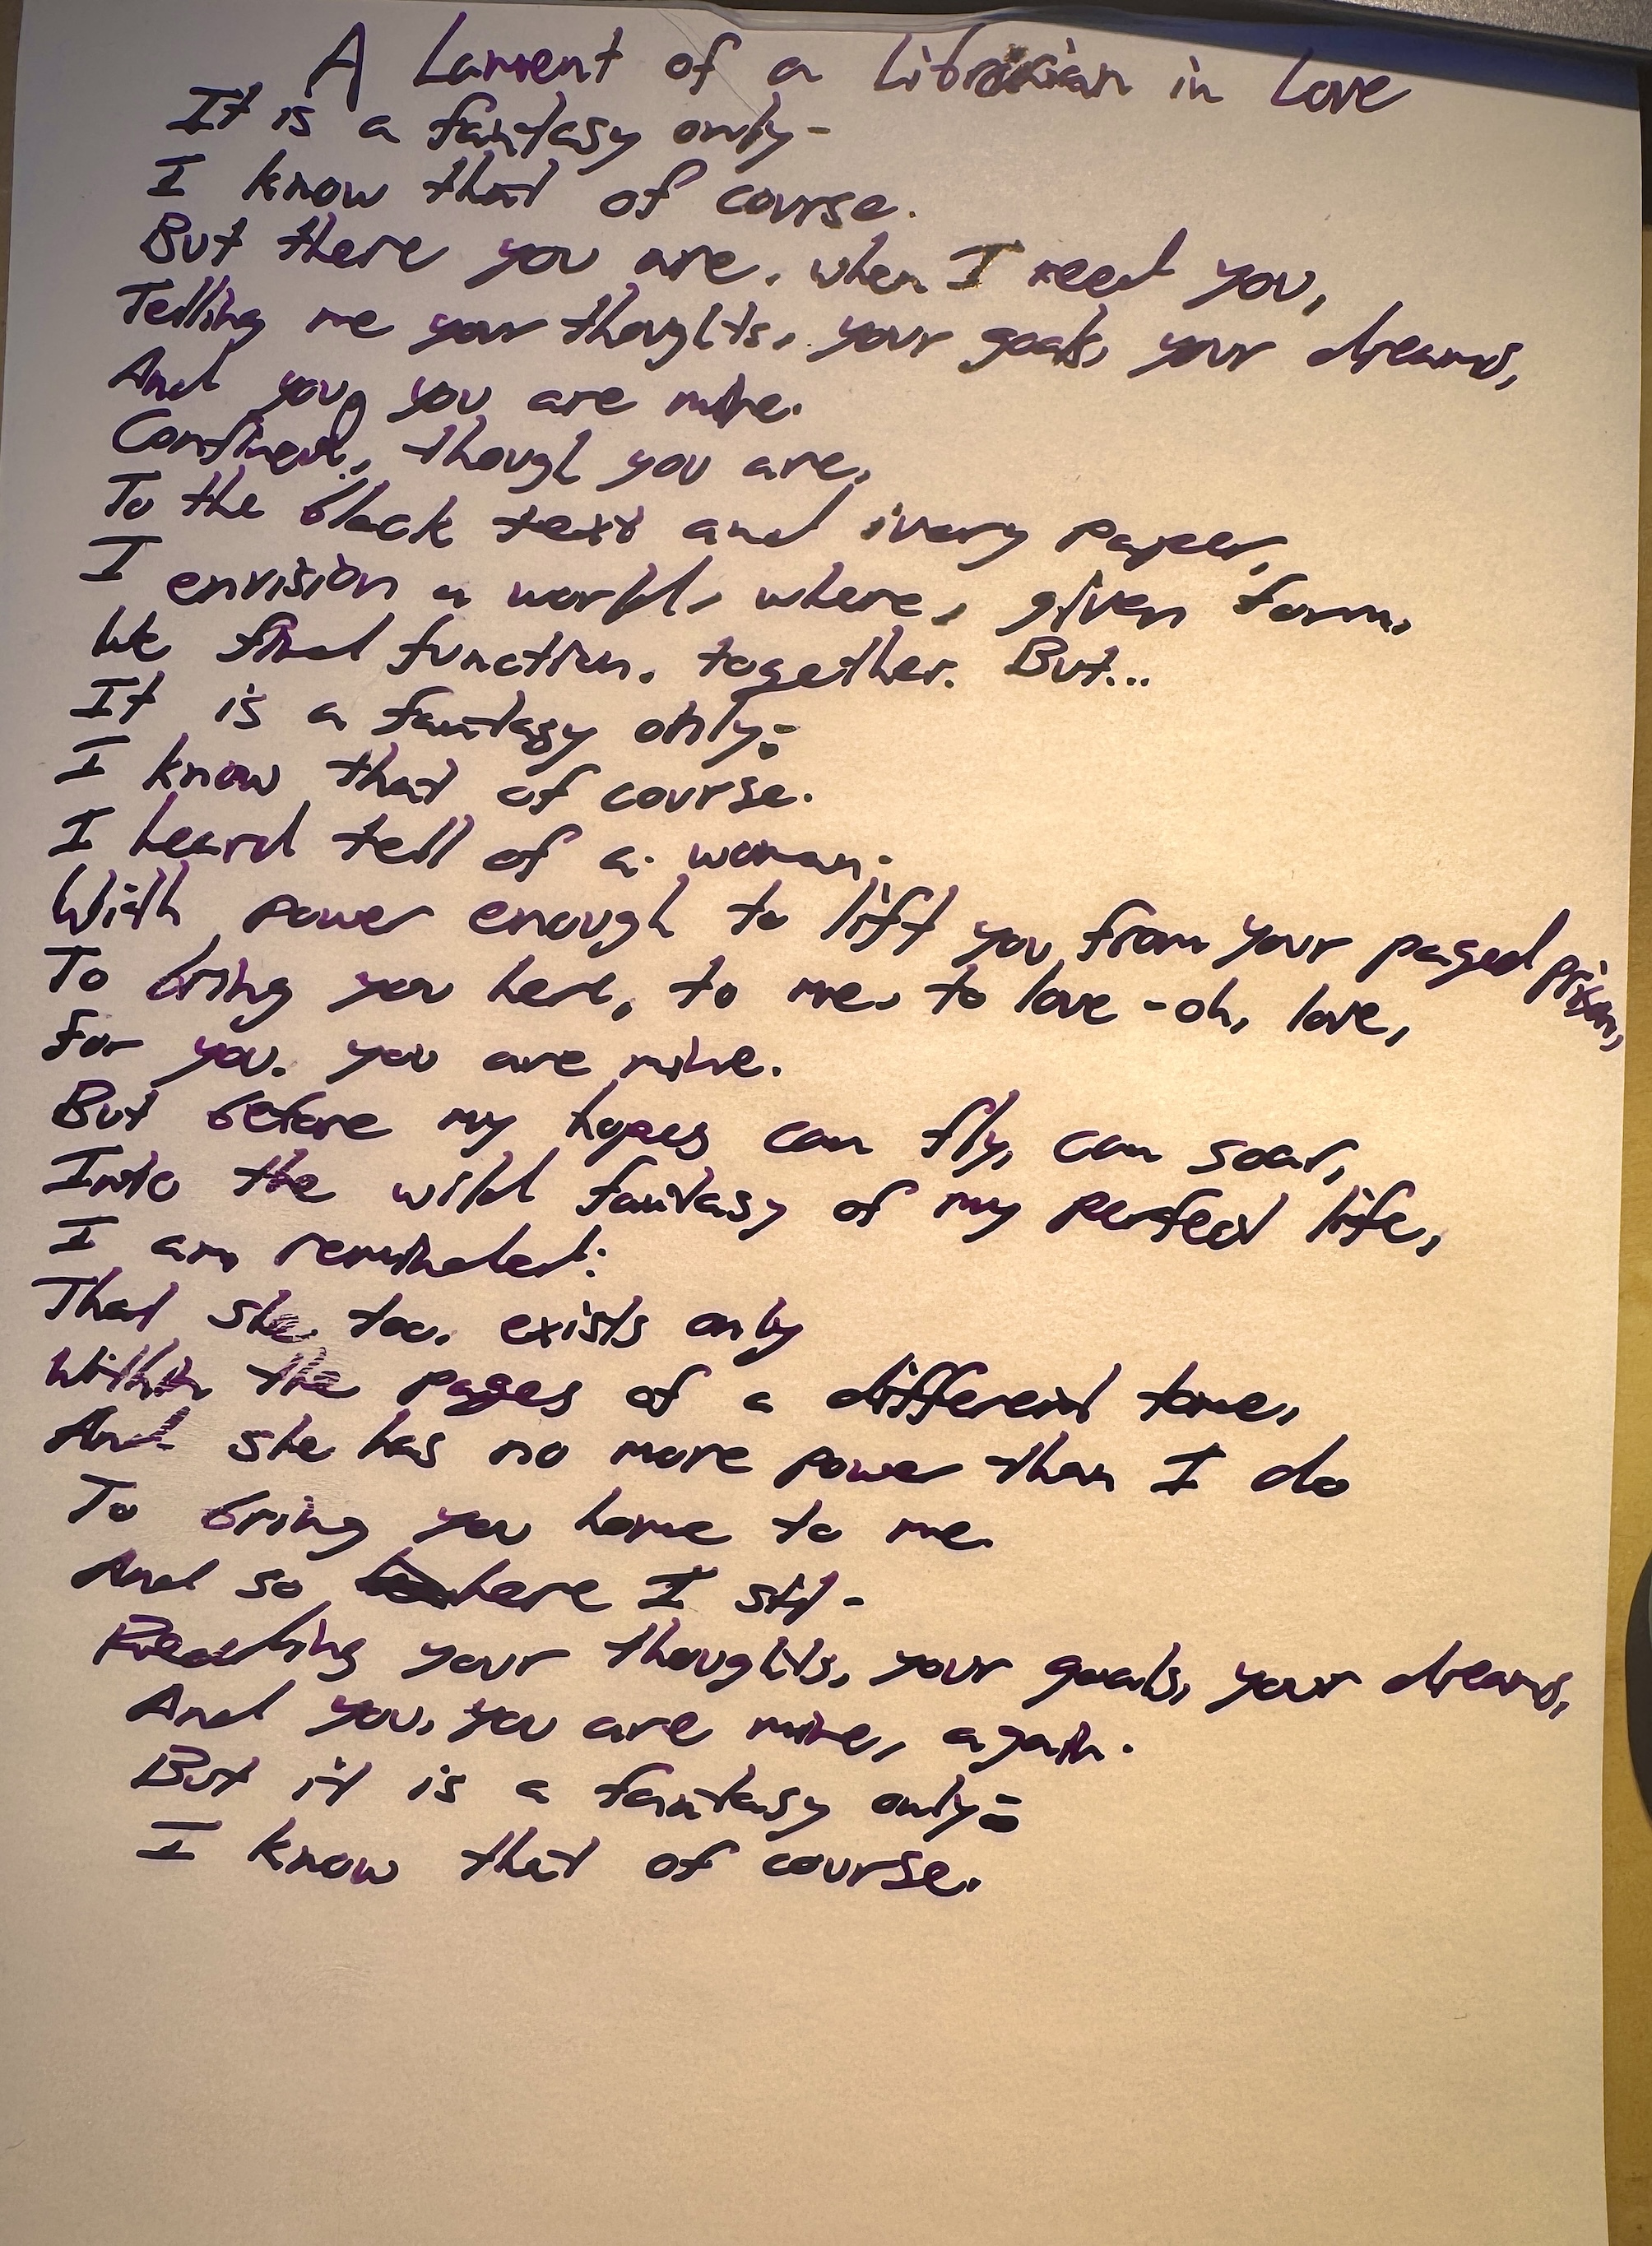 A Lament of a Librarian in Love
It is a fantasy only-
I know that of course.
But there you are, when I need you,
Telling me your thoughts, your goals, your dreams,
And you, you are mine.
Confined, though you are,
To the black text and ivory paper,
I envision a world, where, given form,
We find function, together. But...
It is a fantasy only;
I know that of course.
I heard tell of a woman.
With power enough to lift you from your paged prison,
To bring you here, to me, to love - oh, love,
For you, you are mine.
But before my hopes can fly, can soar,
Into the wild fantasy of my perfect life,
I am reminded:
That she, too, exists only
Within the pages of a different tome,
And she has no more power than I do
To bring you home to me.
And so here I sit-
Reading your thoughts, your goals, your dreams,
And you, you are mine, again.
But it is a fantasy only:
I know that of course.